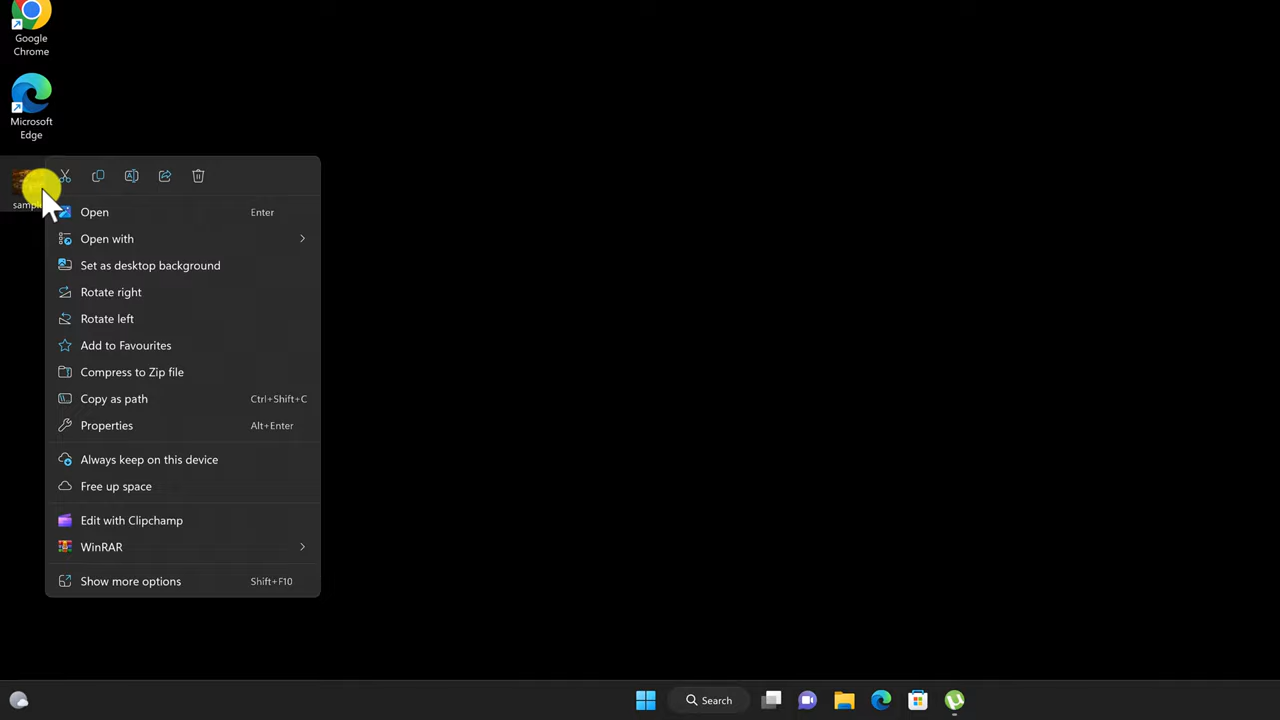 Google
Chrome
Microsoft
Edge
Open Enter
Open with
Set as desktop background
Rotate right
Rotate left
Add to Favourites
Compress to Zip file
Copy as path Ctrl+Shift+C
Properties Alt+Enter
Always keep on this device
Free up space
Edit with Clipchamp
WinRAR
Show more options Shift+F10
Search